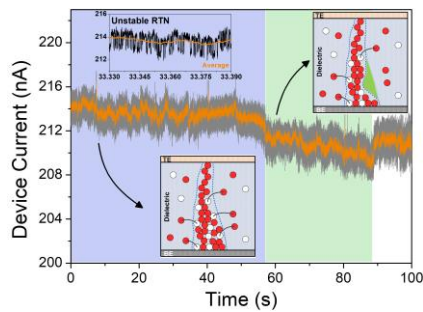 Device Current (nA)
220
216
212
208
204
200
0
20
40
60
80
100
Time (s)
Unstable RTN
Average
216
214
212
33.330
33.345
33.360
33.375
33.390
TE
Dielectric
TE
Dielectric
BE